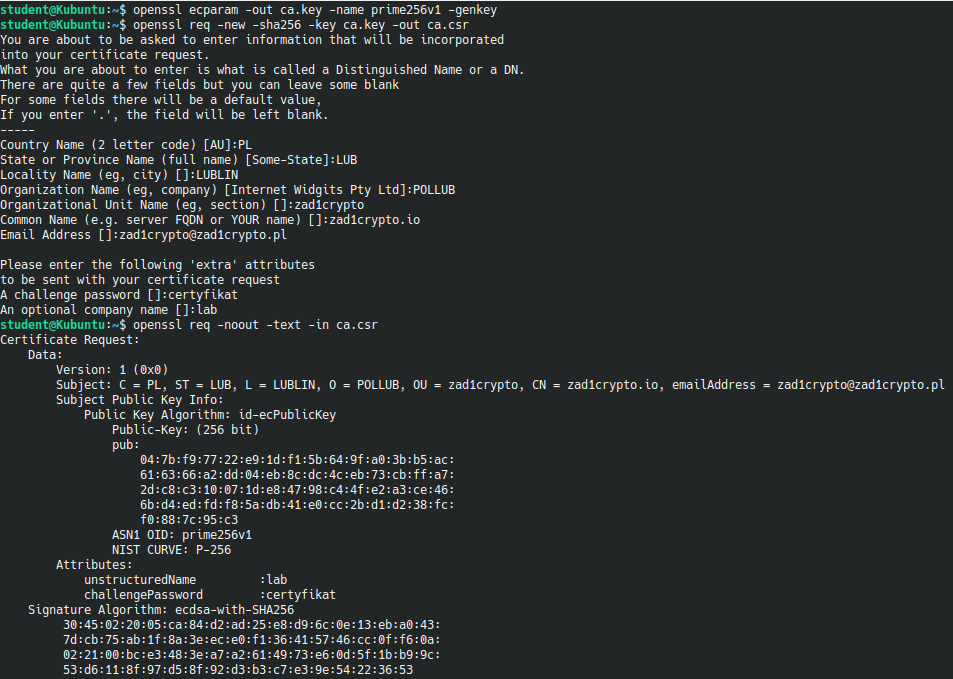 student@Kubuntu:~$ openssl ecparam -out ca.key -name prime256v1 -genkey
student@Kubuntu:~$ openssl req -new -sha256 -key ca.key -out ca.csr
You are about to be asked to enter information that will be incorporated
into your certificate request.
What you are about to enter is what is called a Distinguished Name or a DN.
There are quite a few fields but you can leave some blank
For some fields there will be a default value,
If you enter '.', the field will be left blank.
-----
Country Name (2 letter code) [AU]:PL
State or Province Name (full name) [Some-State]:LUB
Locality Name (eg, city) []:LUBLIN
Organization Name (eg, company) [Internet Widgits Pty Ltd]:POLLUB
Organizational Unit Name (eg, section) []:zad1crypto
Common Name (e.g. server FQDN or YOUR name) []:zad1crypto.io
Email Address []:zad1crypto@zad1crypto.pl

Please enter the following 'extra' attributes
to be sent with your certificate request
A challenge password []:certyfikat
An optional company name []:lab
student@Kubuntu:~$ openssl req -noout -text -in ca.csr
Certificate Request:
    Data:
        Version: 1 (0x0)
        Subject: C = PL, ST = LUB, L = LUBLIN, O = POLLUB, OU = zad1crypto, CN = zad1crypto.io, emailAddress = zad1crypto@zad1crypto.pl
        Subject Public Key Info:
            Public Key Algorithm: id-ecPublicKey
                Public-Key: (256 bit)
                pub:
                    04:7b:f9:77:22:e9:1d:f1:5b:64:9f:a0:3b:b5:ac:
                    61:63:66:a2:dd:04:eb:8c:dc:4c:eb:73:cb:ff:a7:
                    2d:c8:c3:10:07:1d:e8:47:98:c4:4f:e2:a3:ce:46:
                    6b:d4:ed:fd:f8:5a:db:41:e0:cc:2b:d1:d2:38:fc:
                    f0:88:7c:95:c3
                ASN1 OID: prime256v1
                NIST CURVE: P-256
        Attributes:
            unstructuredName         :lab
            challengePassword        :certyfikat
    Signature Algorithm: ecdsa-with-SHA256
         30:45:02:20:05:ca:84:d2:ad:25:e8:d9:6c:0e:13:eb:a0:43:
         7d:cb:75:ab:1f:8a:3e:ec:e0:f1:36:41:57:46:cc:0f:f6:0a:
         02:21:00:bc:e3:48:3e:a7:a2:61:49:73:e6:0d:5f:1b:b9:9c:
         53:d6:11:8f:97:d5:8f:92:d3:b3:c7:e3:9e:54:22:36:53